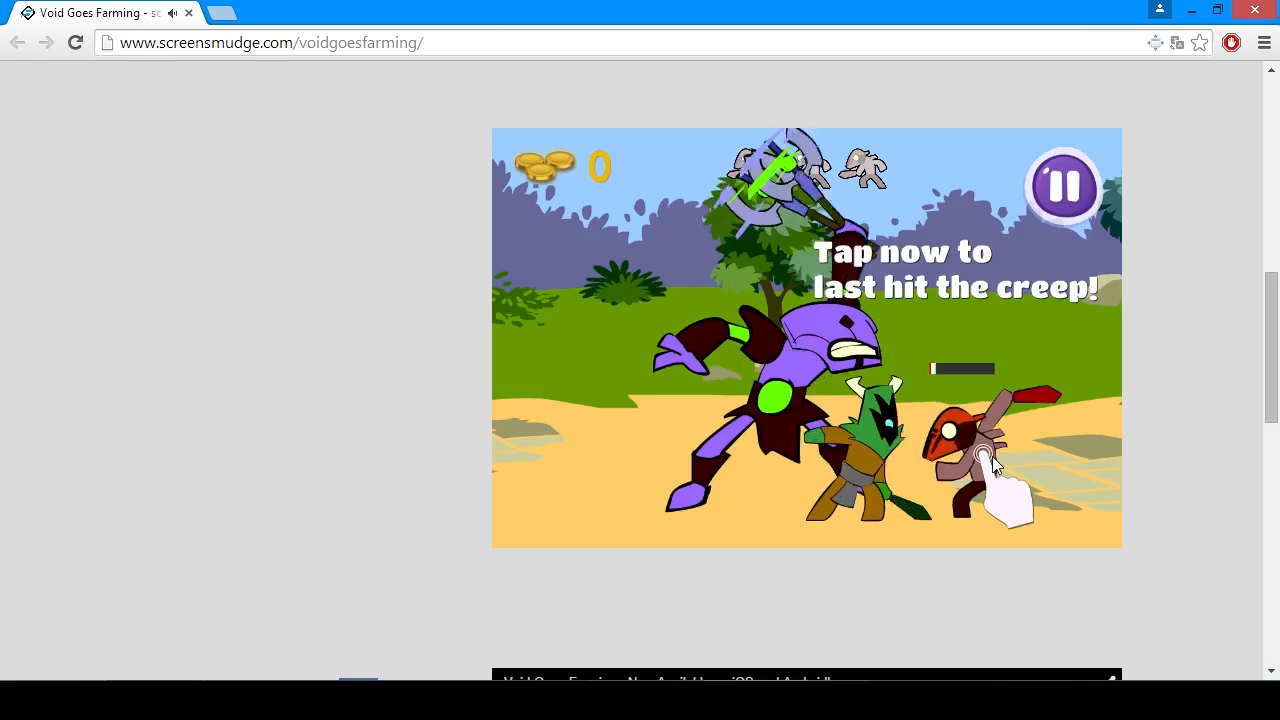 Void Goes Farming - sc
www.screensmudge.com/voidgoesfarming/
0
Tap now to
last hit the creep!